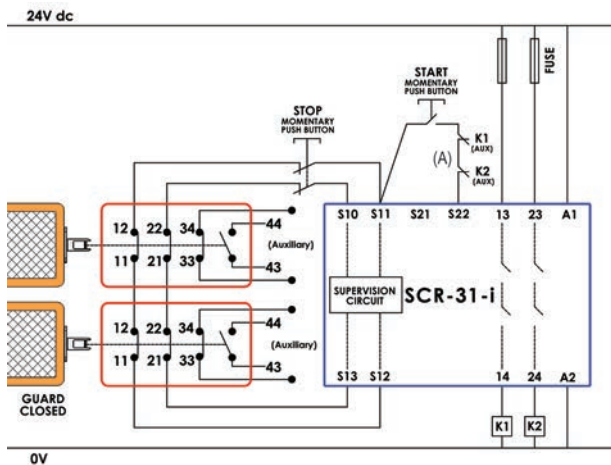 24V dc
FUSE
START
MOMENTARY
PUSH BUTTON
STOP
MOMENTARY
PUSH BUTTON
K1
(AUX)
(A)
K2
(AUX)
S10 S11 S21 S22 13 23 A1
12 22 34 44
(Auxiliary)
11 21 33 43
SUPERVISION
CIRCUIT
SCR-31-i
12 22 34 44
(Auxiliary)
11 21 33 43
S13 S12 14 24 A2
GUARD
CLOSED
K1 K2
0V